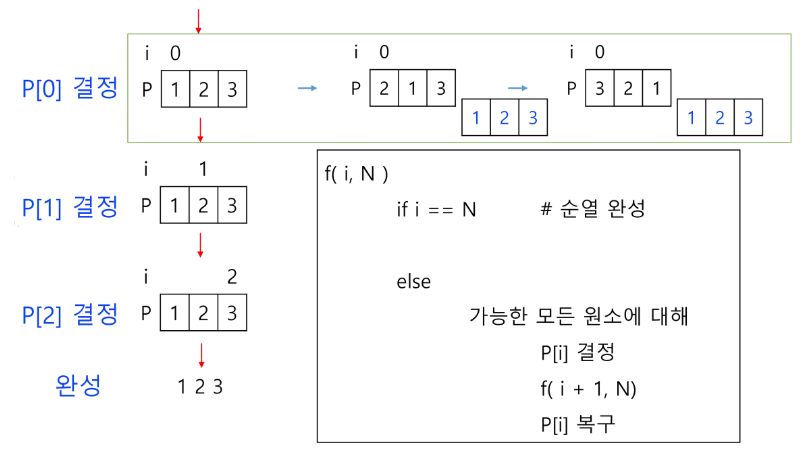 i 0 i 0 i 0
P[0] 결정 P 1 2 3 → P 2 1 3 → P 3 2 1
1 2 3 1 2 3
i 1
P[1] 결정 P 1 2 3
i 2
P[2] 결정 P 1 2 3
완성 1 2 3
f( i, N )
if i == N # 순열 완성
else
가능한 모든 원소에 대해
P[i] 결정
f( i + 1, N)
P[i] 복구